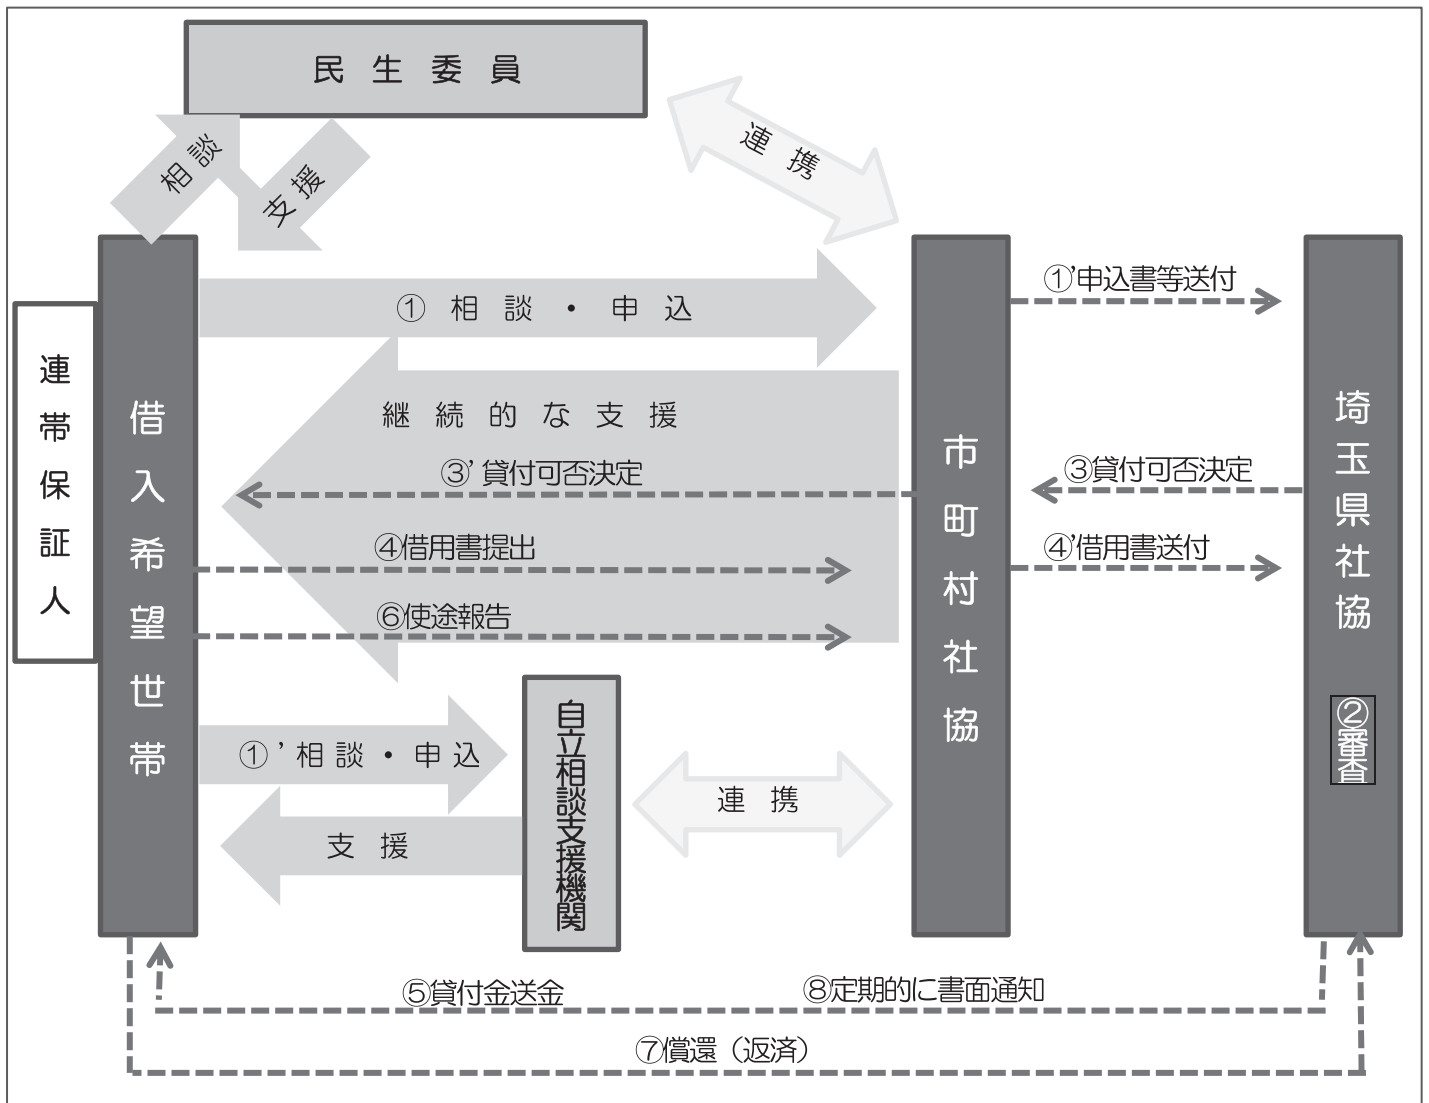 民生委員
相談
支援
連携
①相談・申込
①’申込書等送付
連帯保証人
借入希望世帯
継続的な支援
市町村社協
埼玉県社協
②審査
③’貸付可否決定
③貸付可否決定
④借用書提出
④’借用書送付
⑥使途報告
①’相談・申込
自立相談支援機関
連携
支援
⑤貸付金送金
⑧定期的に書面通知
⑦償還（返済）